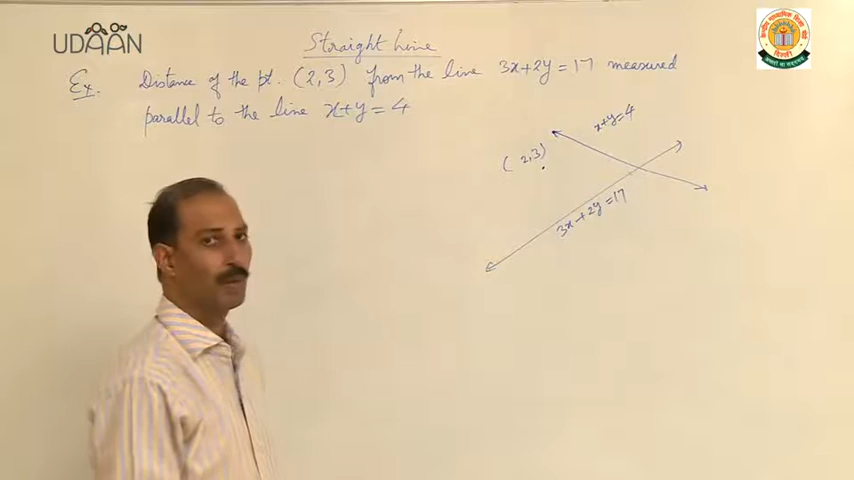 UDAAN
Straight Line
Ex. Distance of the pt. (2,3) from the line 3x+2y=17 measured
parallel to the line x+y=4
x+y=4
(2,3)
3x+2y=17